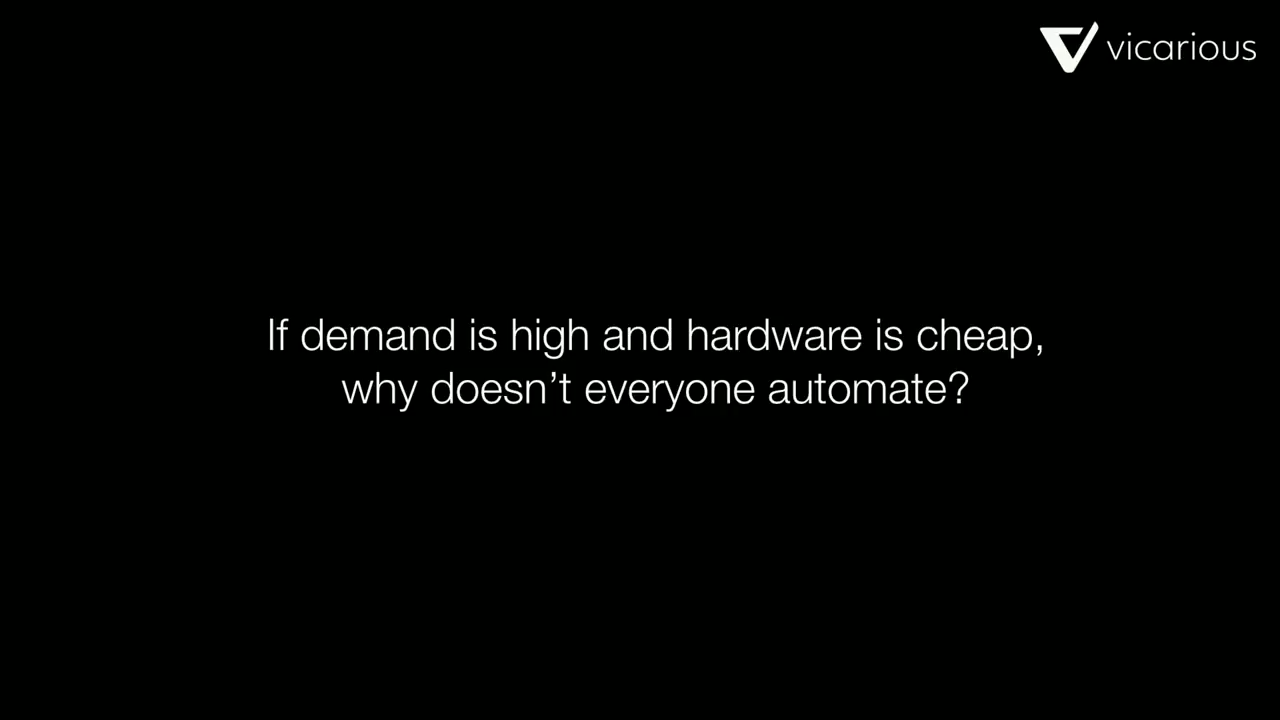 vicarious
If demand is high and hardware is cheap,
why doesn’t everyone automate?